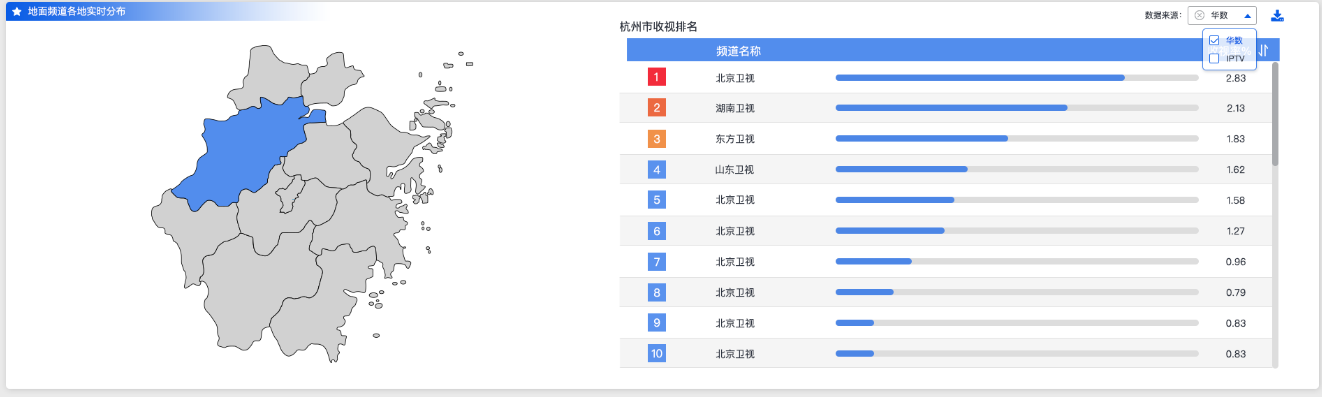 地面频道各地实时分布
数据来源： 华数
华数
IPTV
杭州市收视排名
频道名称
1 北京卫视 2.83
2 湖南卫视 2.13
3 东方卫视 1.83
4 山东卫视 1.62
5 北京卫视 1.58
6 北京卫视 1.27
7 北京卫视 0.96
8 北京卫视 0.79
9 北京卫视 0.83
10 北京卫视 0.83